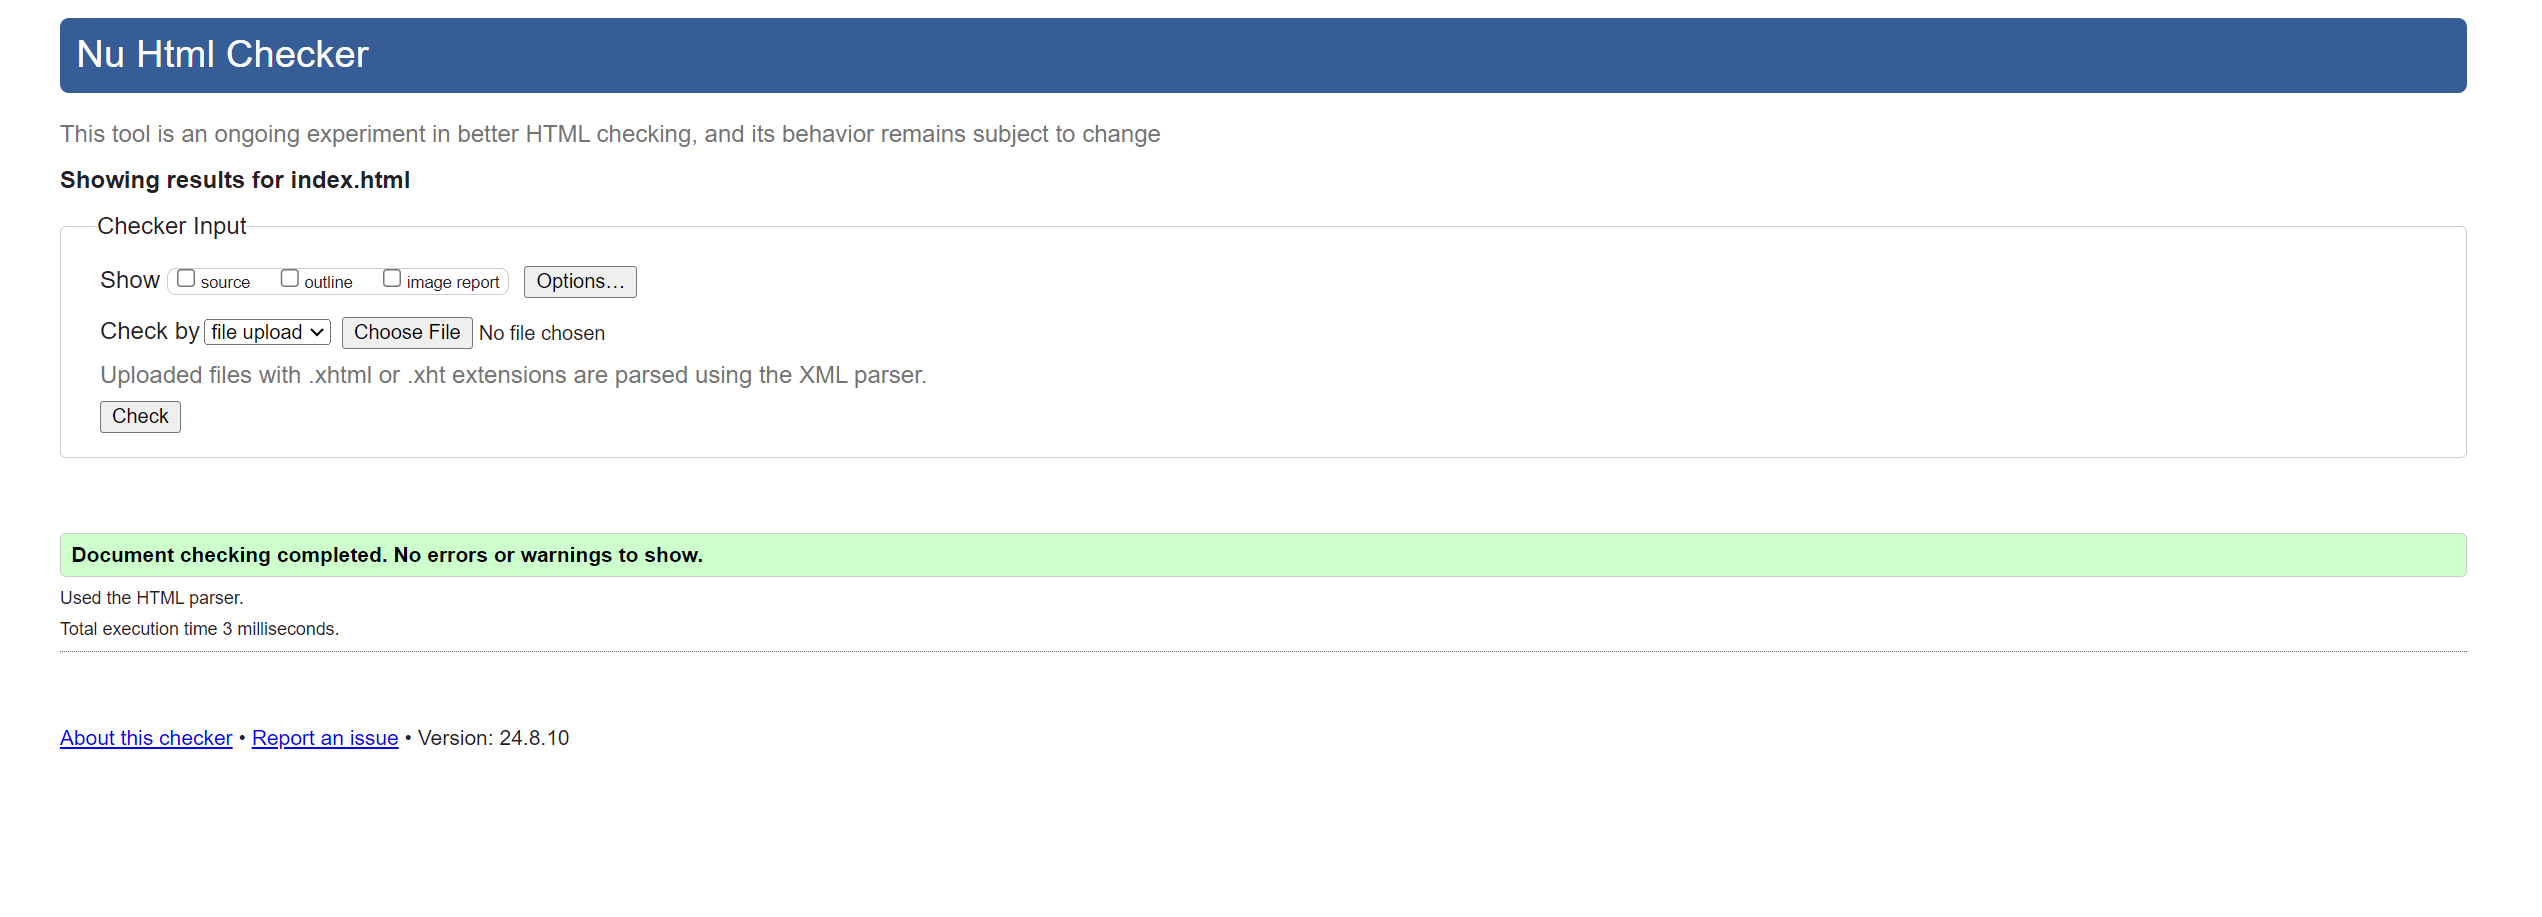 Nu Html Checker
This tool is an ongoing experiment in better HTML checking, and its behavior remains subject to change
Showing results for index.html
Checker Input
Show source outline image report Options…
Check by file upload Choose File No file chosen
Uploaded files with .xhtml or .xht extensions are parsed using the XML parser.
Check
Document checking completed. No errors or warnings to show.
Used the HTML parser.
Total execution time 3 milliseconds.
About this checker • Report an issue • Version: 24.8.10